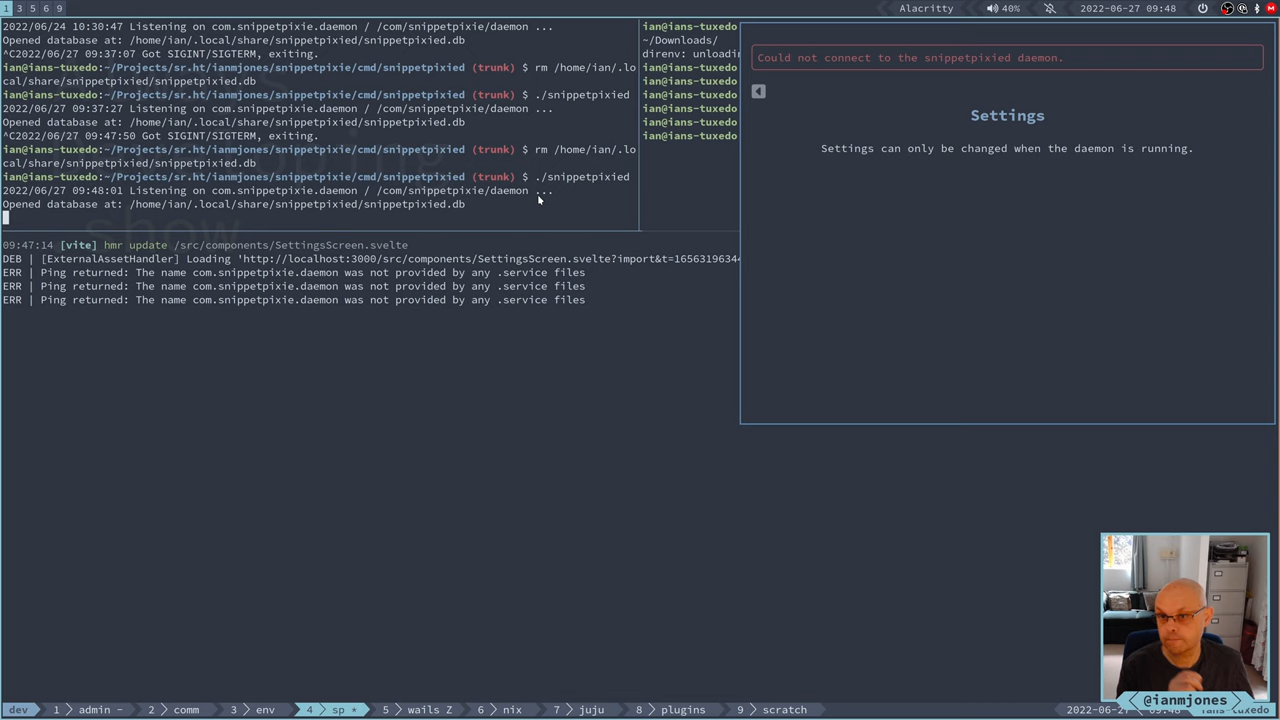 1 3 5 6 9
Alacritty
40%
2022-06-27 09:48
2022/06/24 10:30:47 Listening on com.snippetpixie.daemon / /com/snippetpixie/daemon ...
Opened database at: /home/ian/.local/share/snippetpixied/snippetpixied.db
^C2022/06/27 09:37:07 Got SIGINT/SIGTERM, exiting.
ian@ians-tuxedo:~/Projects/sr.ht/ianmjones/snippetpixie/cmd/snippetpixied (trunk) $ rm /home/ian/.lo
cal/share/snippetpixied/snippetpixied.db
ian@ians-tuxedo:~/Projects/sr.ht/ianmjones/snippetpixie/cmd/snippetpixied (trunk) $ ./snippetpixied
2022/06/27 09:37:27 Listening on com.snippetpixie.daemon / /com/snippetpixie/daemon ...
Opened database at: /home/ian/.local/share/snippetpixied/snippetpixied.db
^C2022/06/27 09:47:50 Got SIGINT/SIGTERM, exiting.
ian@ians-tuxedo:~/Projects/sr.ht/ianmjones/snippetpixie/cmd/snippetpixied (trunk) $ rm /home/ian/.lo
cal/share/snippetpixied/snippetpixied.db
ian@ians-tuxedo:~/Projects/sr.ht/ianmjones/snippetpixie/cmd/snippetpixied (trunk) $ ./snippetpixied
2022/06/27 09:48:01 Listening on com.snippetpixie.daemon / /com/snippetpixie/daemon ...
Opened database at: /home/ian/.local/share/snippetpixied/snippetpixied.db
show
ian@ians-tuxedo
~/Downloads/
direnv: unloadin
ian@ians-tuxedo
ian@ians-tuxedo
ian@ians-tuxedo
ian@ians-tuxedo
ian@ians-tuxedo
ian@ians-tuxedo
Could not connect to the snippetpixied daemon.
Settings
Settings can only be changed when the daemon is running.
09:47:14 [vite] hmr update /src/components/SettingsScreen.svelte
DEB | [ExternalAssetHandler] Loading 'http://localhost:3000/src/components/SettingsScreen.svelte?import&t=1656319634
ERR | Ping returned: The name com.snippetpixie.daemon was not provided by any .service files
ERR | Ping returned: The name com.snippetpixie.daemon was not provided by any .service files
ERR | Ping returned: The name com.snippetpixie.daemon was not provided by any .service files
@ianmjones
dev 1 admin - 2 comm 3 env 4 sp * 5 wails Z 6 nix 7 juju 8 plugins 9 scratch 2022-06-27